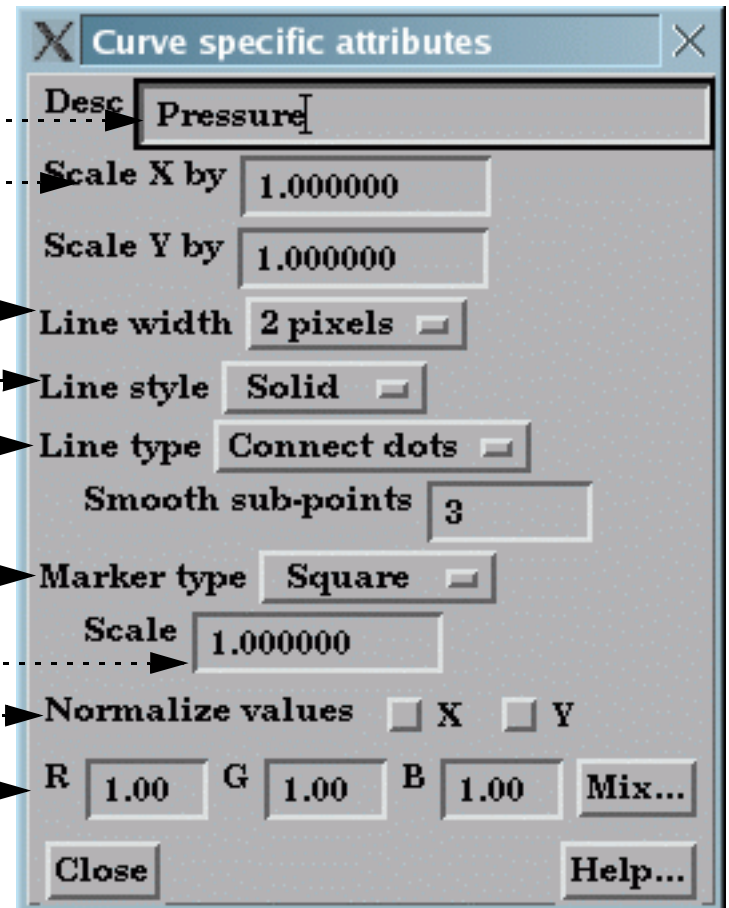 Curve specific attributes
Desc Pressure
Scale X by 1.000000
Scale Y by 1.000000
Line width 2 pixels
Line style Solid
Line type Connect dots
Smooth sub-points 3
Marker type Square
Scale 1.000000
Normalize values X Y
R 1.00 G 1.00 B 1.00 Mix...
Close Help...